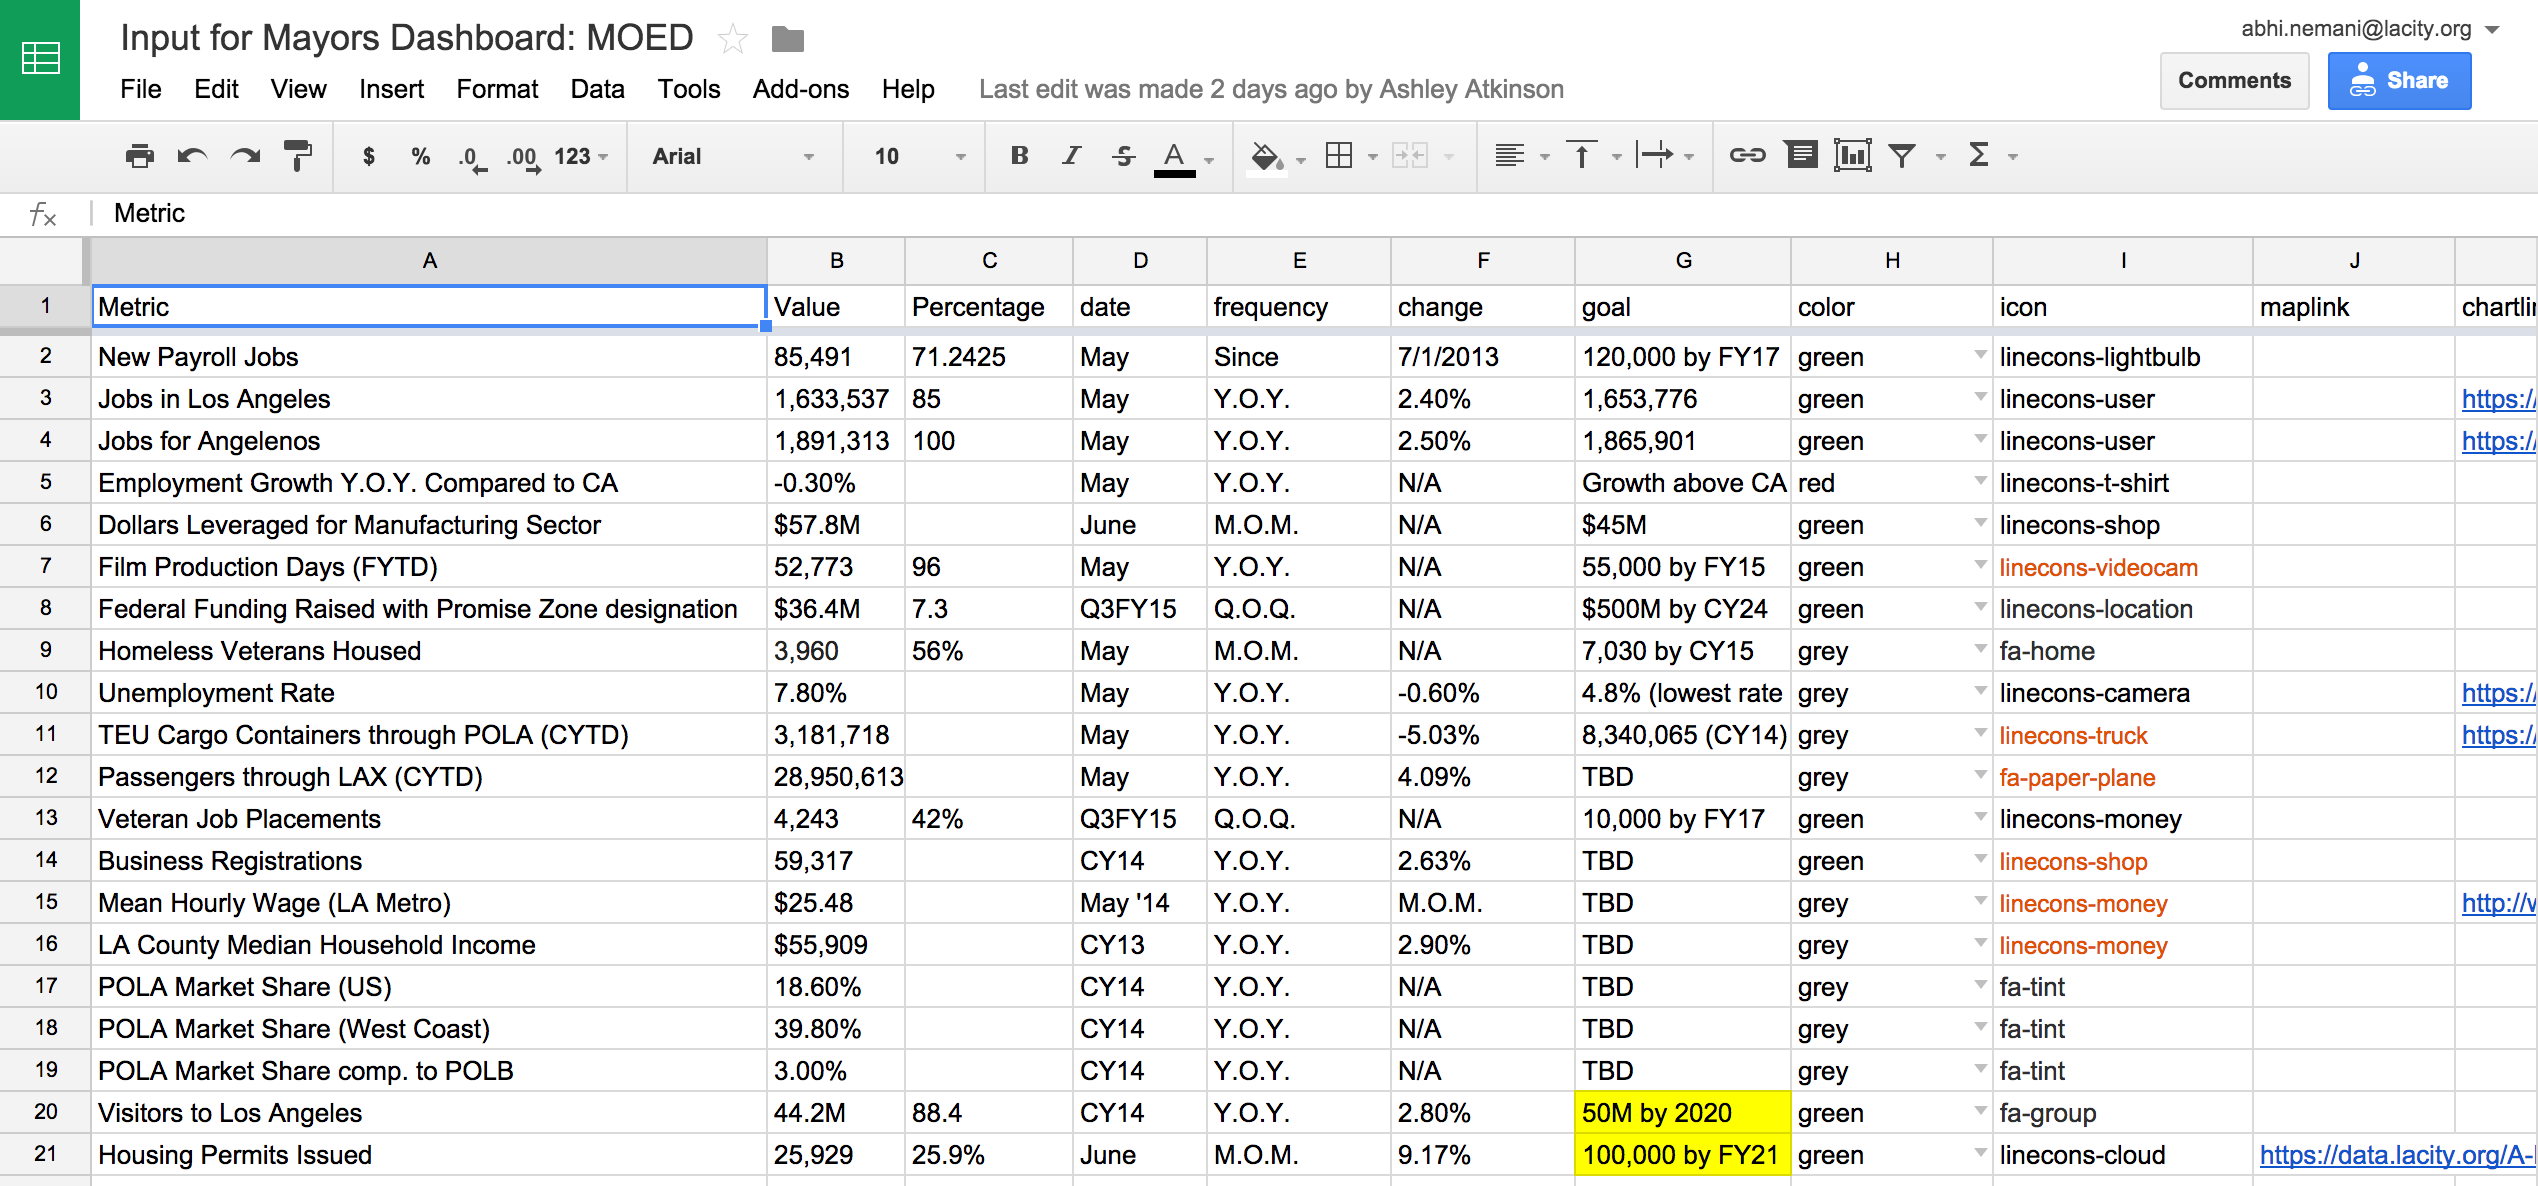 Input for Mayors Dashboard: MOED
abhi.nemani@lacity.org
File Edit View Insert Format Data Tools Add-ons Help Last edit was made 2 days ago by Ashley Atkinson
Comments Share
$ % .0 .00 123 Arial 10 B I S A Σ
fx Metric
A B C D E F G H I J
1 Metric Value Percentage date frequency change goal color icon maplink chartlin
2 New Payroll Jobs 85,491 71.2425 May Since 7/1/2013 120,000 by FY17 green linecons-lightbulb
3 Jobs in Los Angeles 1,633,537 85 May Y.O.Y. 2.40% 1,653,776 green linecons-user https://
4 Jobs for Angelenos 1,891,313 100 May Y.O.Y. 2.50% 1,865,901 green linecons-user https://
5 Employment Growth Y.O.Y. Compared to CA -0.30% May Y.O.Y. N/A Growth above CA red linecons-t-shirt
6 Dollars Leveraged for Manufacturing Sector $57.8M June M.O.M. N/A $45M green linecons-shop
7 Film Production Days (FYTD) 52,773 96 May Y.O.Y. N/A 55,000 by FY15 green linecons-videocam
8 Federal Funding Raised with Promise Zone designation $36.4M 7.3 Q3FY15 Q.O.Q. N/A $500M by CY24 green linecons-location
9 Homeless Veterans Housed 3,960 56% May M.O.M. N/A 7,030 by CY15 grey fa-home
10 Unemployment Rate 7.80% May Y.O.Y. -0.60% 4.8% (lowest rate grey linecons-camera https://
11 TEU Cargo Containers through POLA (CYTD) 3,181,718 May Y.O.Y. -5.03% 8,340,065 (CY14) grey linecons-truck https://
12 Passengers through LAX (CYTD) 28,950,613 May Y.O.Y. 4.09% TBD grey fa-paper-plane
13 Veteran Job Placements 4,243 42% Q3FY15 Q.O.Q. N/A 10,000 by FY17 green linecons-money
14 Business Registrations 59,317 CY14 Y.O.Y. 2.63% TBD green linecons-shop
15 Mean Hourly Wage (LA Metro) $25.48 May '14 Y.O.Y. M.O.M. TBD grey linecons-money http://w
16 LA County Median Household Income $55,909 CY13 Y.O.Y. 2.90% TBD grey linecons-money
17 POLA Market Share (US) 18.60% CY14 Y.O.Y. N/A TBD grey fa-tint
18 POLA Market Share (West Coast) 39.80% CY14 Y.O.Y. N/A TBD grey fa-tint
19 POLA Market Share comp. to POLB 3.00% CY14 Y.O.Y. N/A TBD grey fa-tint
20 Visitors to Los Angeles 44.2M 88.4 CY14 Y.O.Y. 2.80% 50M by 2020 green fa-group
21 Housing Permits Issued 25,929 25.9% June M.O.M. 9.17% 100,000 by FY21 green linecons-cloud https://data.lacity.org/A-